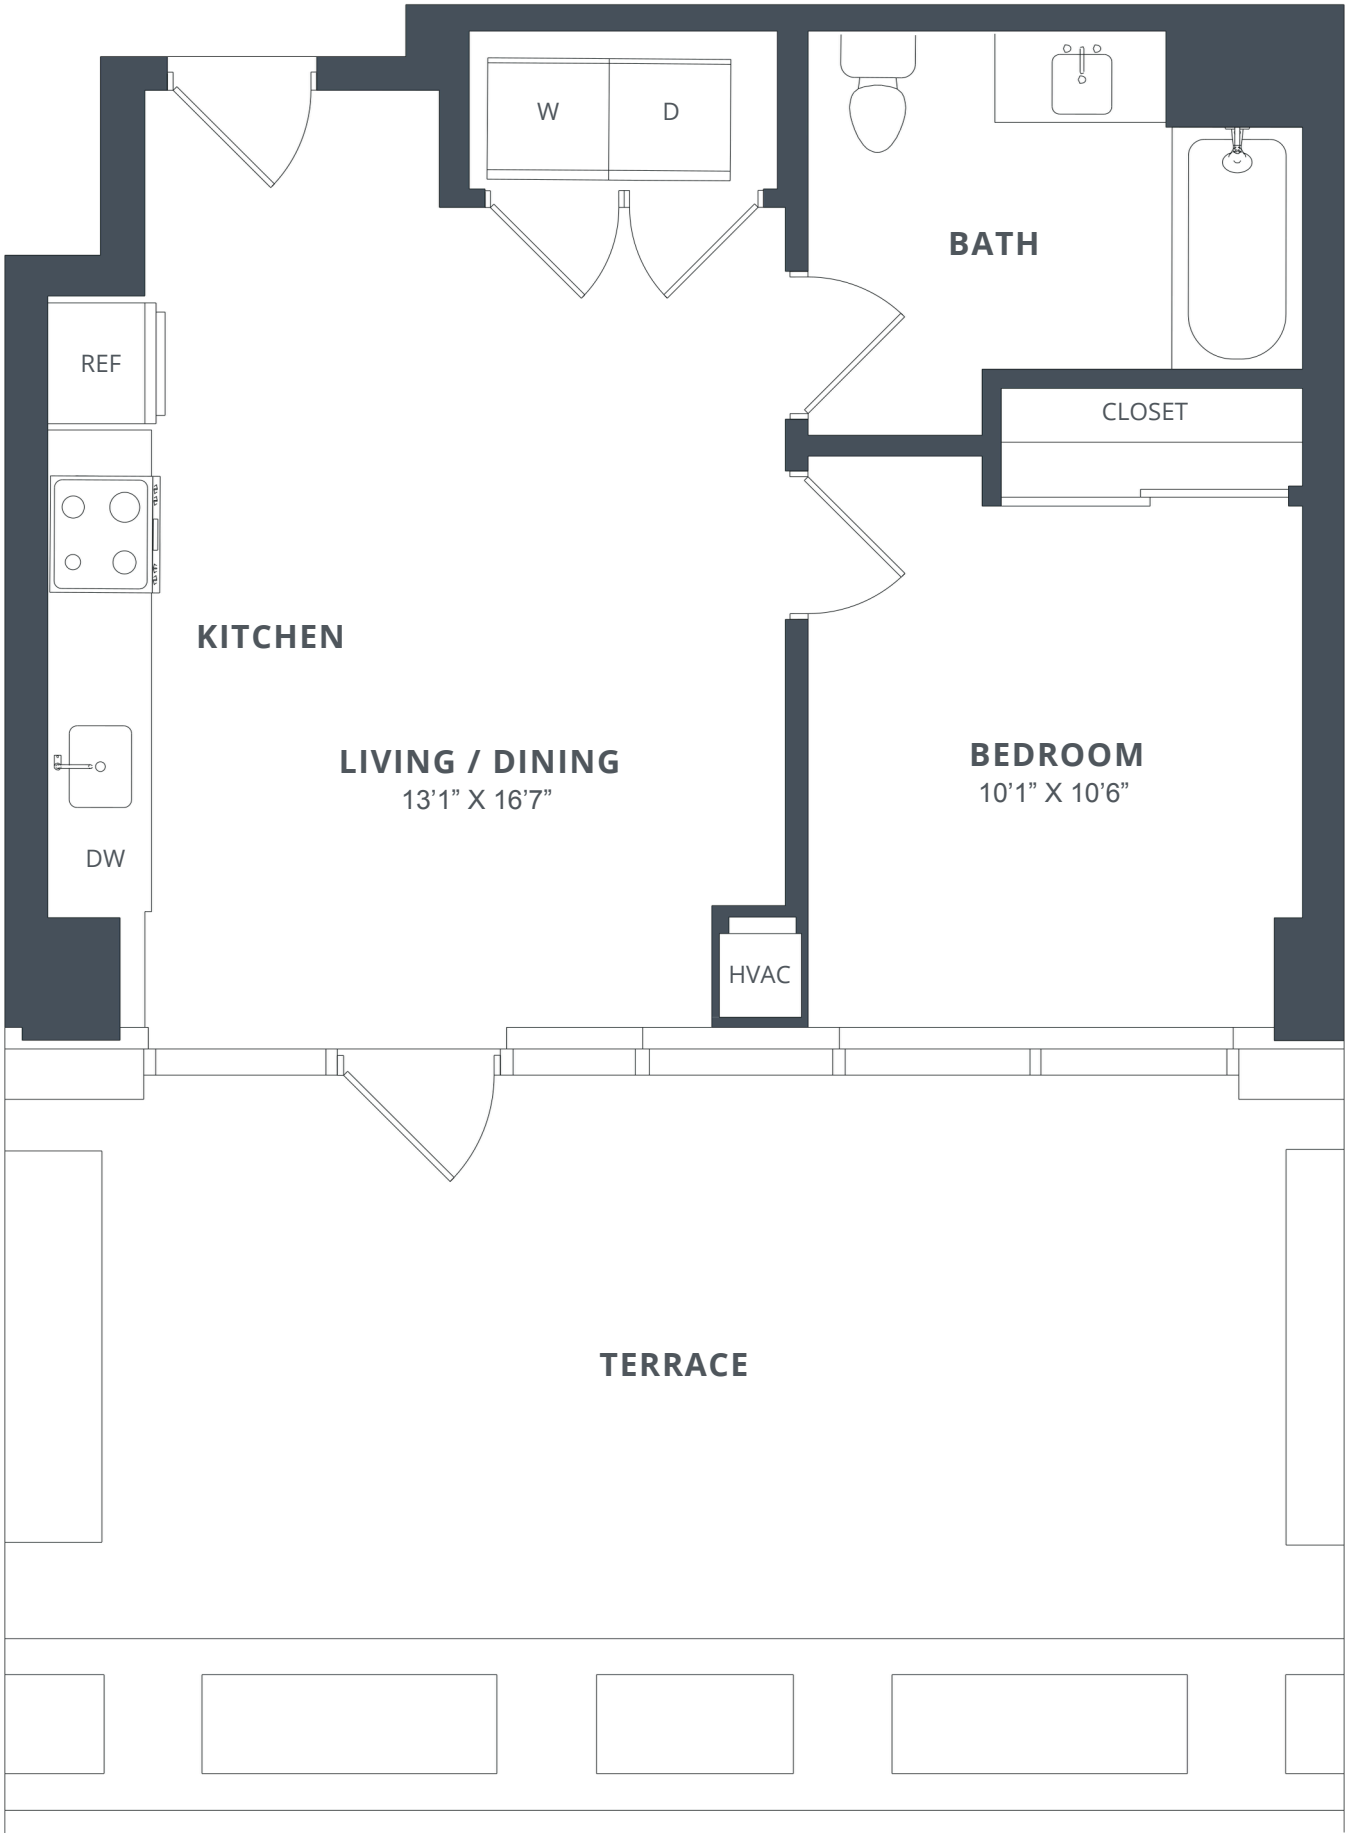 W
D
BATH
REF
CLOSET
KITCHEN
LIVING / DINING
13’1” X 16’7”
BEDROOM
10’1” X 10’6”
DW
HVAC
TERRACE